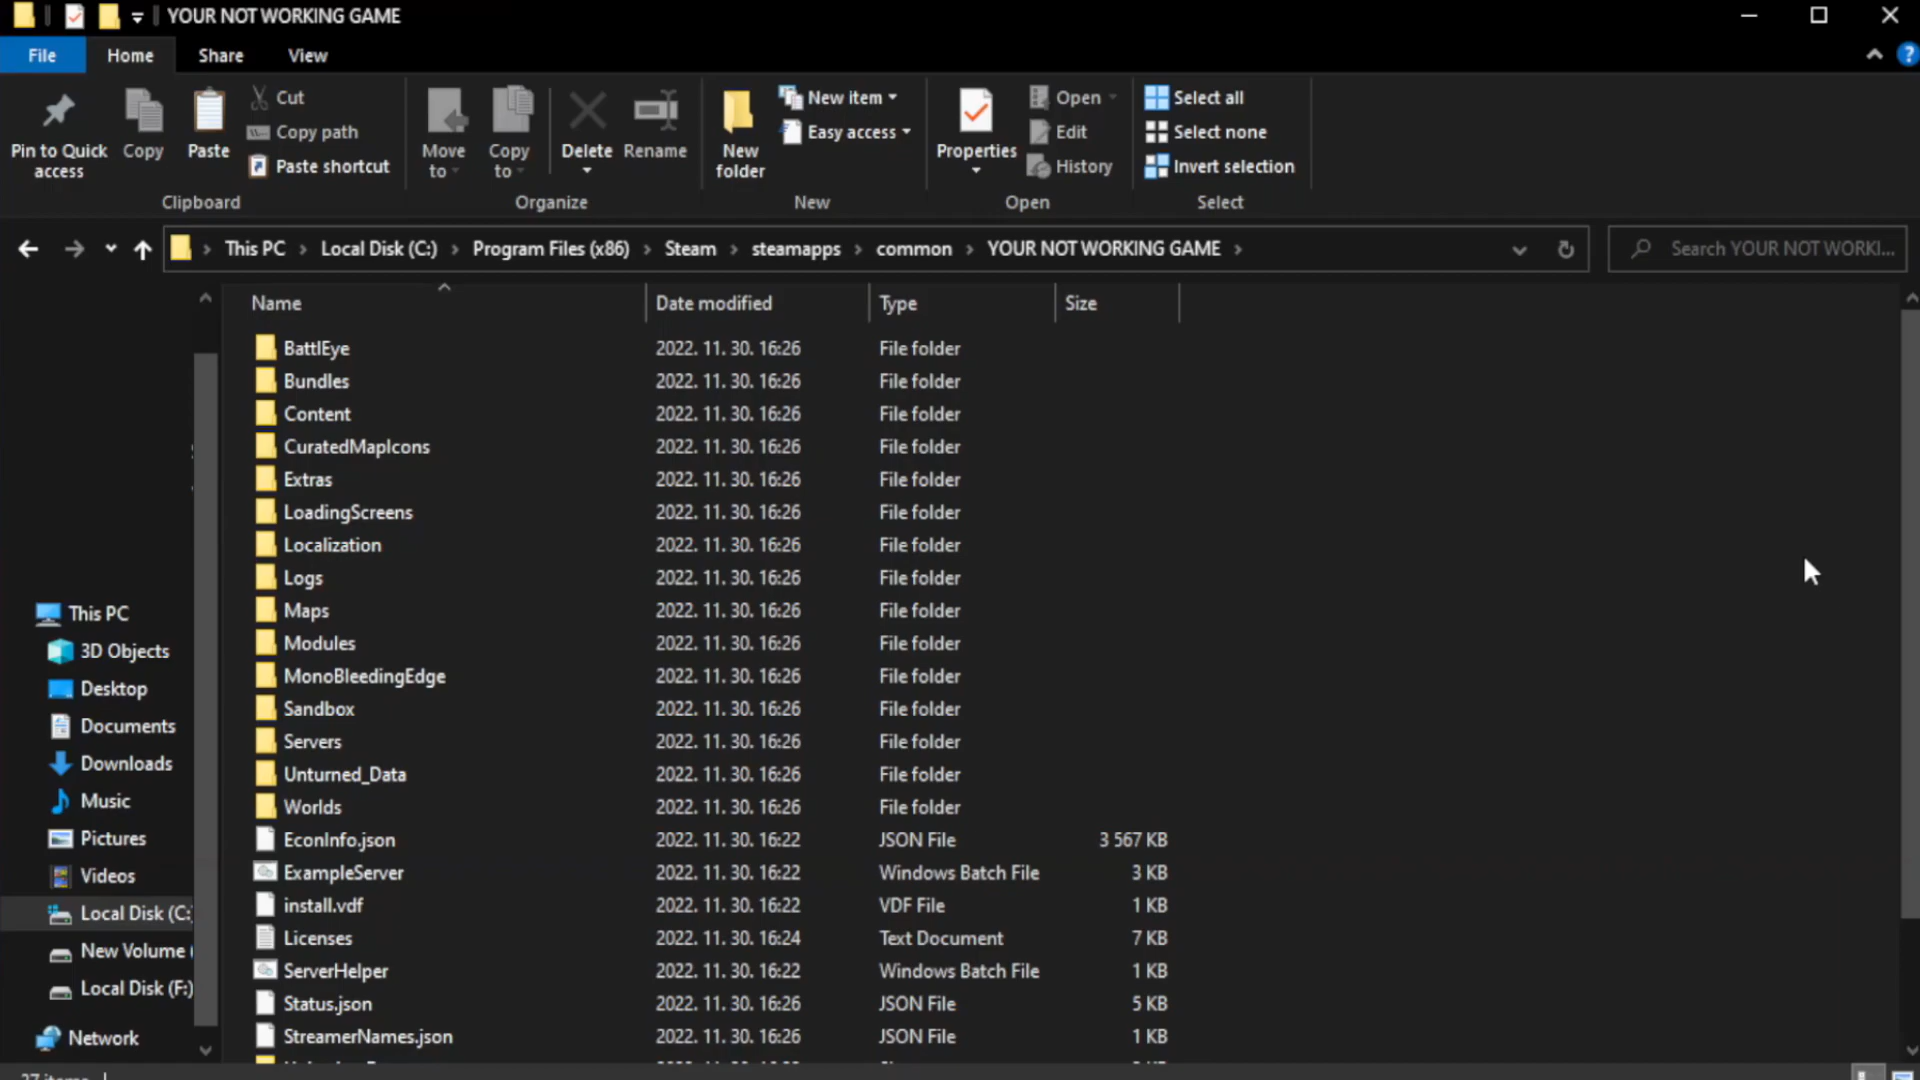 YOUR NOT WORKING GAME
File Home Share View
Pin to Quick access
Copy
Paste
Cut
Copy path
Paste shortcut
Clipboard
Move to
Copy to
Delete
Rename
Organize
New folder
New item
Easy access
New
Properties
Open
Edit
History
Open
Select all
Select none
Invert selection
Select
This PC Local Disk (C:) Program Files (x86) Steam steamapps common YOUR NOT WORKING GAME
Search YOUR NOT WORKI...
Name Date modified Type Size
BattlEye 2022. 11. 30. 16:26 File folder
Bundles 2022. 11. 30. 16:26 File folder
Content 2022. 11. 30. 16:26 File folder
CuratedMapIcons 2022. 11. 30. 16:26 File folder
Extras 2022. 11. 30. 16:26 File folder
LoadingScreens 2022. 11. 30. 16:26 File folder
Localization 2022. 11. 30. 16:26 File folder
Logs 2022. 11. 30. 16:26 File folder
Maps 2022. 11. 30. 16:26 File folder
Modules 2022. 11. 30. 16:26 File folder
MonoBleedingEdge 2022. 11. 30. 16:26 File folder
Sandbox 2022. 11. 30. 16:26 File folder
Servers 2022. 11. 30. 16:26 File folder
Unturned_Data 2022. 11. 30. 16:26 File folder
Worlds 2022. 11. 30. 16:26 File folder
EconInfo.json 2022. 11. 30. 16:22 JSON File 3 567 KB
ExampleServer 2022. 11. 30. 16:22 Windows Batch File 3 KB
install.vdf 2022. 11. 30. 16:22 VDF File 1 KB
Licenses 2022. 11. 30. 16:24 Text Document 7 KB
ServerHelper 2022. 11. 30. 16:22 Windows Batch File 1 KB
Status.json 2022. 11. 30. 16:26 JSON File 5 KB
StreamerNames.json 2022. 11. 30. 16:26 JSON File 1 KB
This PC
3D Objects
Desktop
Documents
Downloads
Music
Pictures
Videos
Local Disk (C:)
New Volume (
Local Disk (F:)
Network